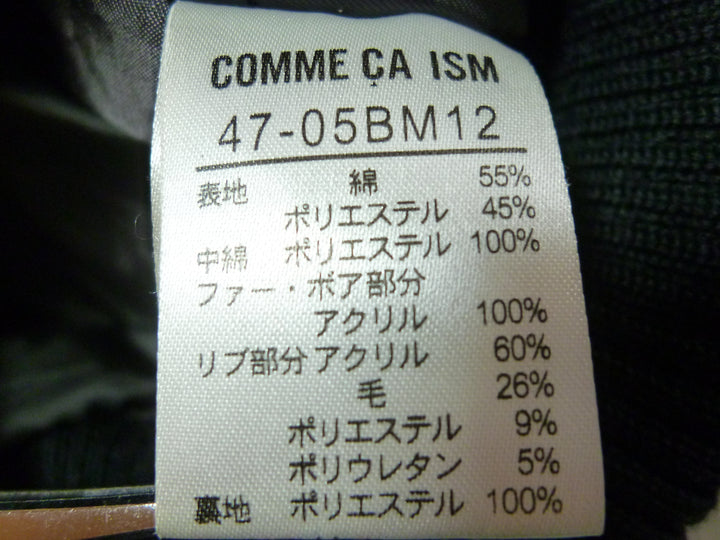 COMME ÇA ISM
47-05BM12
表地 綿 55%
ポリエステル 45%
中綿 ポリエステル 100%
ファー・ボア部分
アクリル 100%
リブ部分 アクリル 60%
毛 26%
ポリエステル 9%
ポリウレタン 5%
裏地 ポリエステル 100%